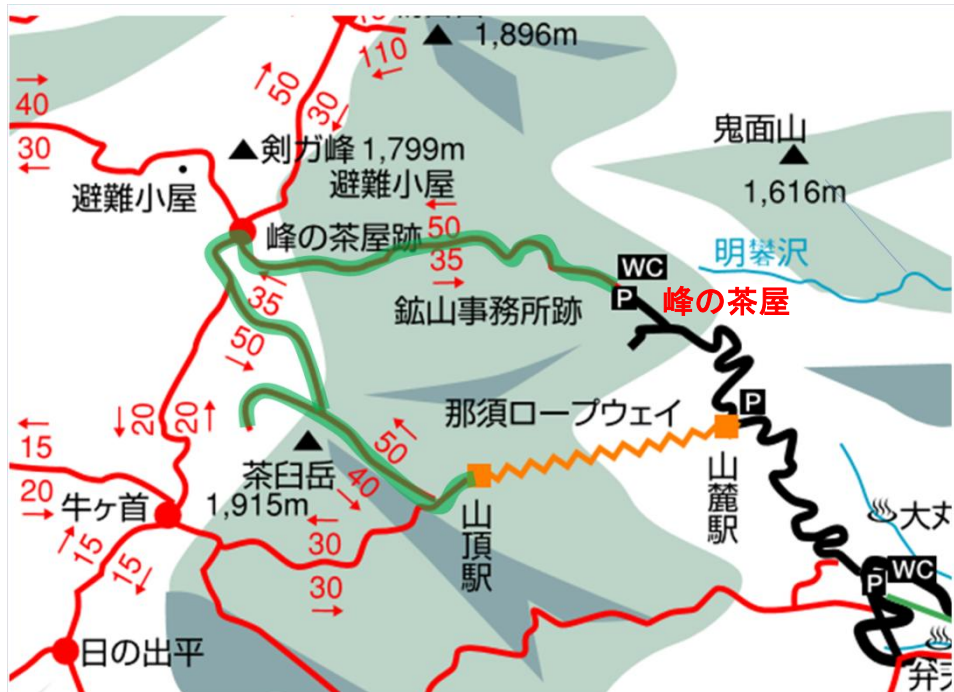 1,896m
110
50
30
40
30
鬼面山
1,616m
剣ガ峰 1,799m
避難小屋
避難小屋
50
35
峰の茶屋跡
WC
P
峰の茶屋
明礬沢
鉱山事務所跡
35
50
20
20
那須ロープウェイ
P
15
20
50
40
茶臼岳
1,915m
牛ヶ首
山頂駅
山麓駅
大丸
30
30
15
15
P
WC
日の出平
弁天